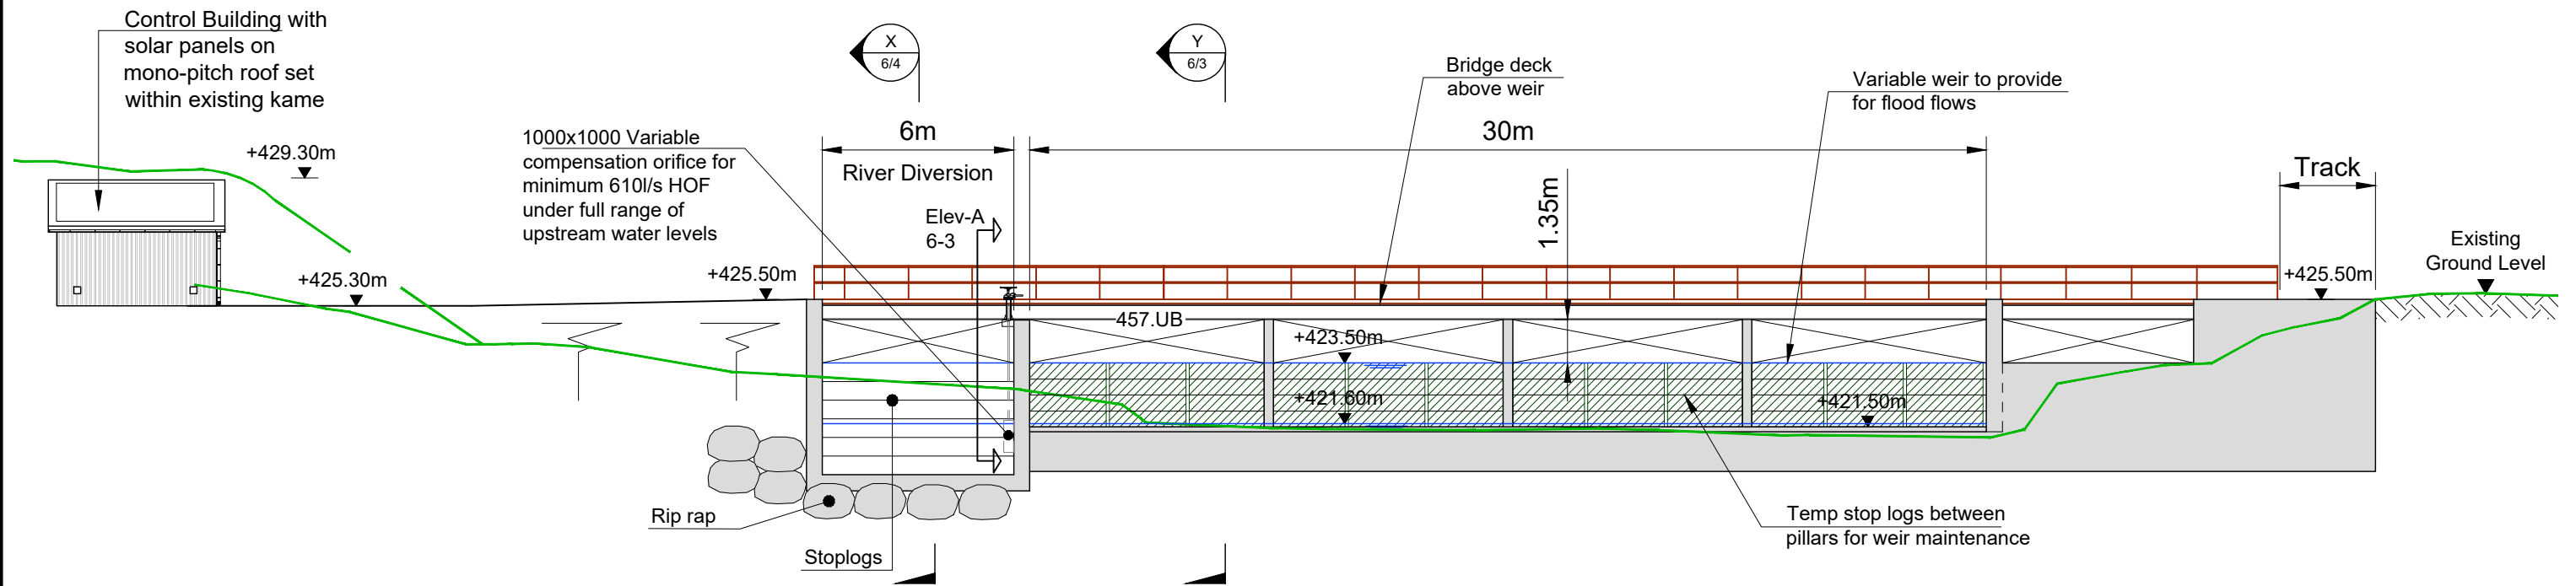 Control Building with
solar panels on
mono-pitch roof set
within existing kame
+429.30m
+425.30m
1000x1000 Variable
compensation orifice for
minimum 610l/s HOF
under full range of
upstream water levels
+425.50m
X
6/4
Y
6/3
6m
River Diversion
Elev-A
6-3
30m
Bridge deck
above weir
Variable weir to provide
for flood flows
1.35m
Track
Existing
Ground Level
+425.50m
457.UB
+423.50m
+421.60m
+421.50m
Rip rap
Stoplogs
Temp stop logs between
pillars for weir maintenance